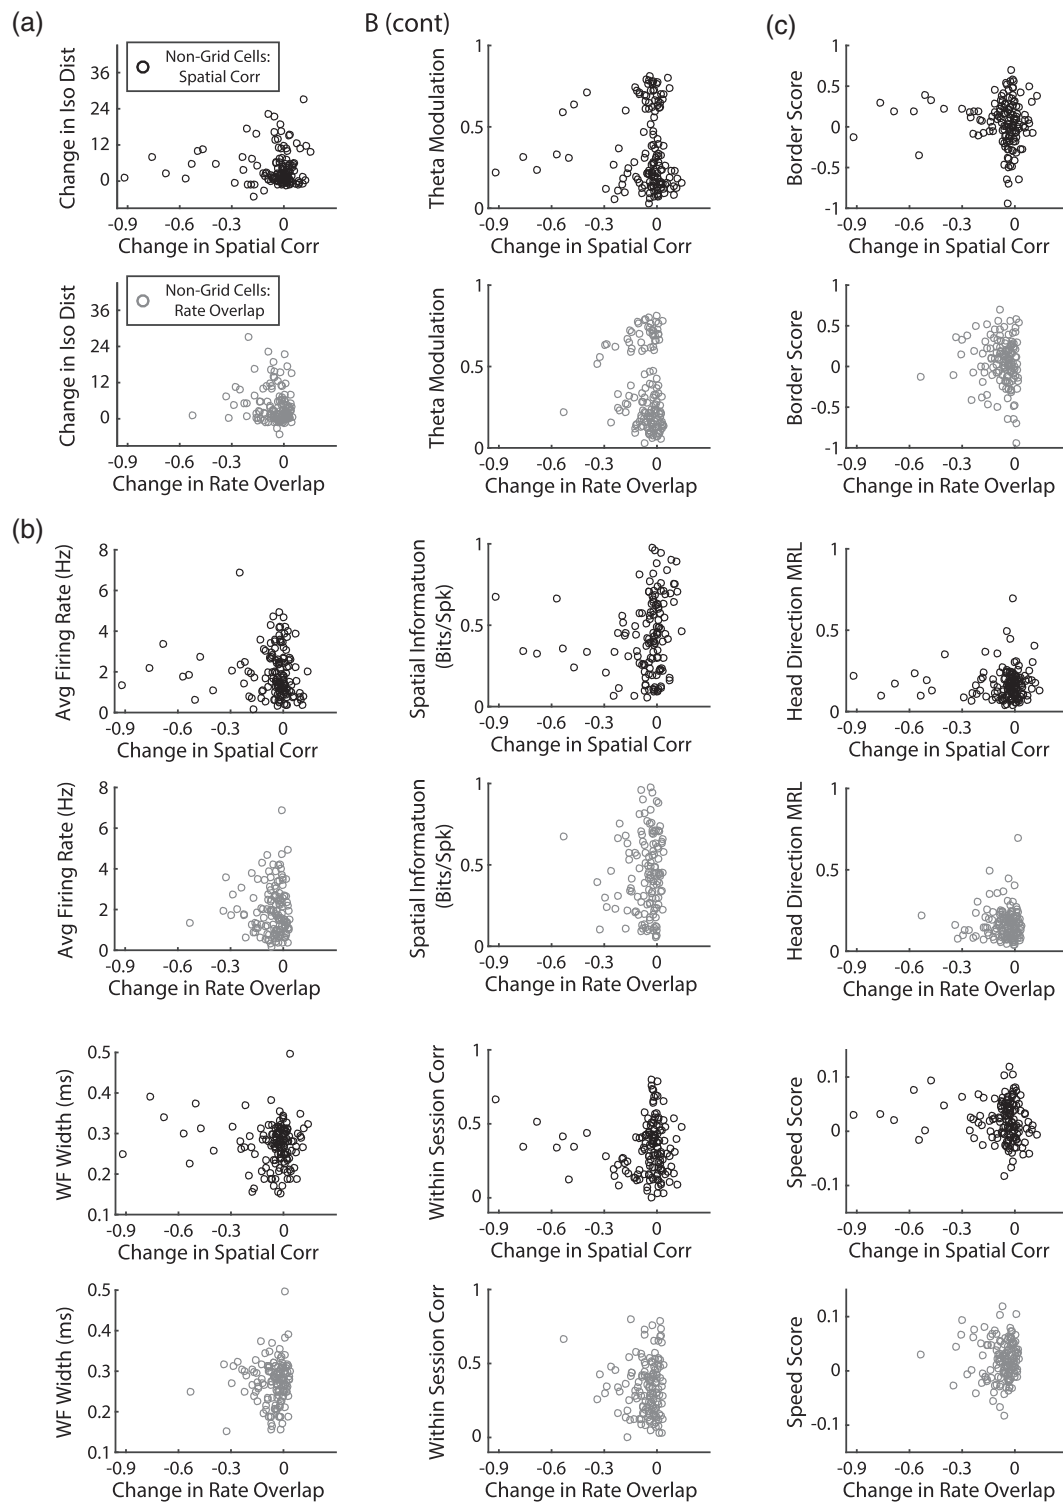 (a)
B (cont)
(c)
Change in Iso Dist
36
24
12
0
Non-Grid Cells:
Spatial Corr
-0.9 -0.6 -0.3 0
Change in Spatial Corr
Theta Modulation
1
0.5
0
-0.9 -0.6 -0.3 0
Change in Spatial Corr
Border Score
1
0.5
0
-0.5
-1
-0.9 -0.6 -0.3 0
Change in Spatial Corr
Change in Iso Dist
36
24
12
0
Non-Grid Cells:
Rate Overlap
-0.9 -0.6 -0.3 0
Change in Rate Overlap
Theta Modulation
1
0.5
0
-0.9 -0.6 -0.3 0
Change in Rate Overlap
Border Score
1
0.5
0
-0.5
-1
-0.9 -0.6 -0.3 0
Change in Rate Overlap
(b)
Avg Firing Rate (Hz)
8
6
4
2
0
-0.9 -0.6 -0.3 0
Change in Spatial Corr
Spatial Informatuon
(Bits/Spk)
1
0.5
0
-0.9 -0.6 -0.3 0
Change in Spatial Corr
Head Direction MRL
1
0.5
0
-0.9 -0.6 -0.3 0
Change in Spatial Corr
Avg Firing Rate (Hz)
8
6
4
2
0
-0.9 -0.6 -0.3 0
Change in Rate Overlap
Spatial Informatuon
(Bits/Spk)
1
0.5
0
-0.9 -0.6 -0.3 0
Change in Rate Overlap
Head Direction MRL
1
0.5
0
-0.9 -0.6 -0.3 0
Change in Rate Overlap
WF Width (ms)
0.5
0.4
0.3
0.2
0.1
-0.9 -0.6 -0.3 0
Change in Spatial Corr
Within Session Corr
1
0.5
0
-0.9 -0.6 -0.3 0
Change in Spatial Corr
Speed Score
0.1
0
-0.1
-0.9 -0.6 -0.3 0
Change in Spatial Corr
WF Width (ms)
0.5
0.4
0.3
0.2
0.1
-0.9 -0.6 -0.3 0
Change in Rate Overlap
Within Session Corr
1
0.5
0
-0.9 -0.6 -0.3 0
Change in Rate Overlap
Speed Score
0.1
0
-0.1
-0.9 -0.6 -0.3 0
Change in Rate Overlap